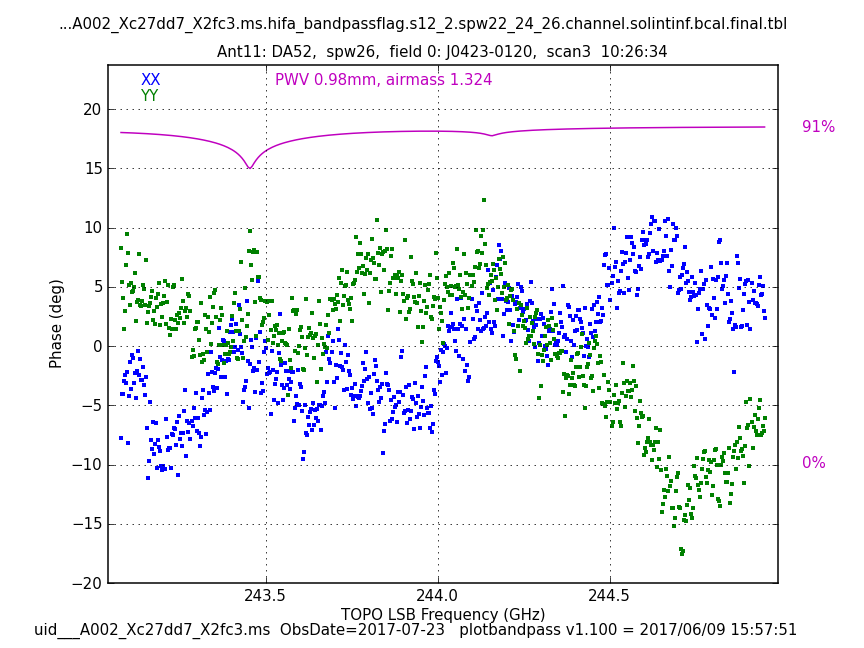 ...A002_Xc27dd7_X2fc3.ms.hifa_bandpassflag.s12_2.spw22_24_26.channel.solintinf.bcal.final.tbl
Ant11: DA52,  spw26,  field 0: J0423-0120,  scan3  10:26:34
XX
PWV 0.98mm, airmass 1.324
YY
20
91%
15
10
5
0
−5
−10
0%
−15
−20
Phase (deg)
243.5
244.0
244.5
TOPO LSB Frequency (GHz)
uid___A002_Xc27dd7_X2fc3.ms  ObsDate=2017-07-23   plotbandpass v1.100 = 2017/06/09 15:57:51